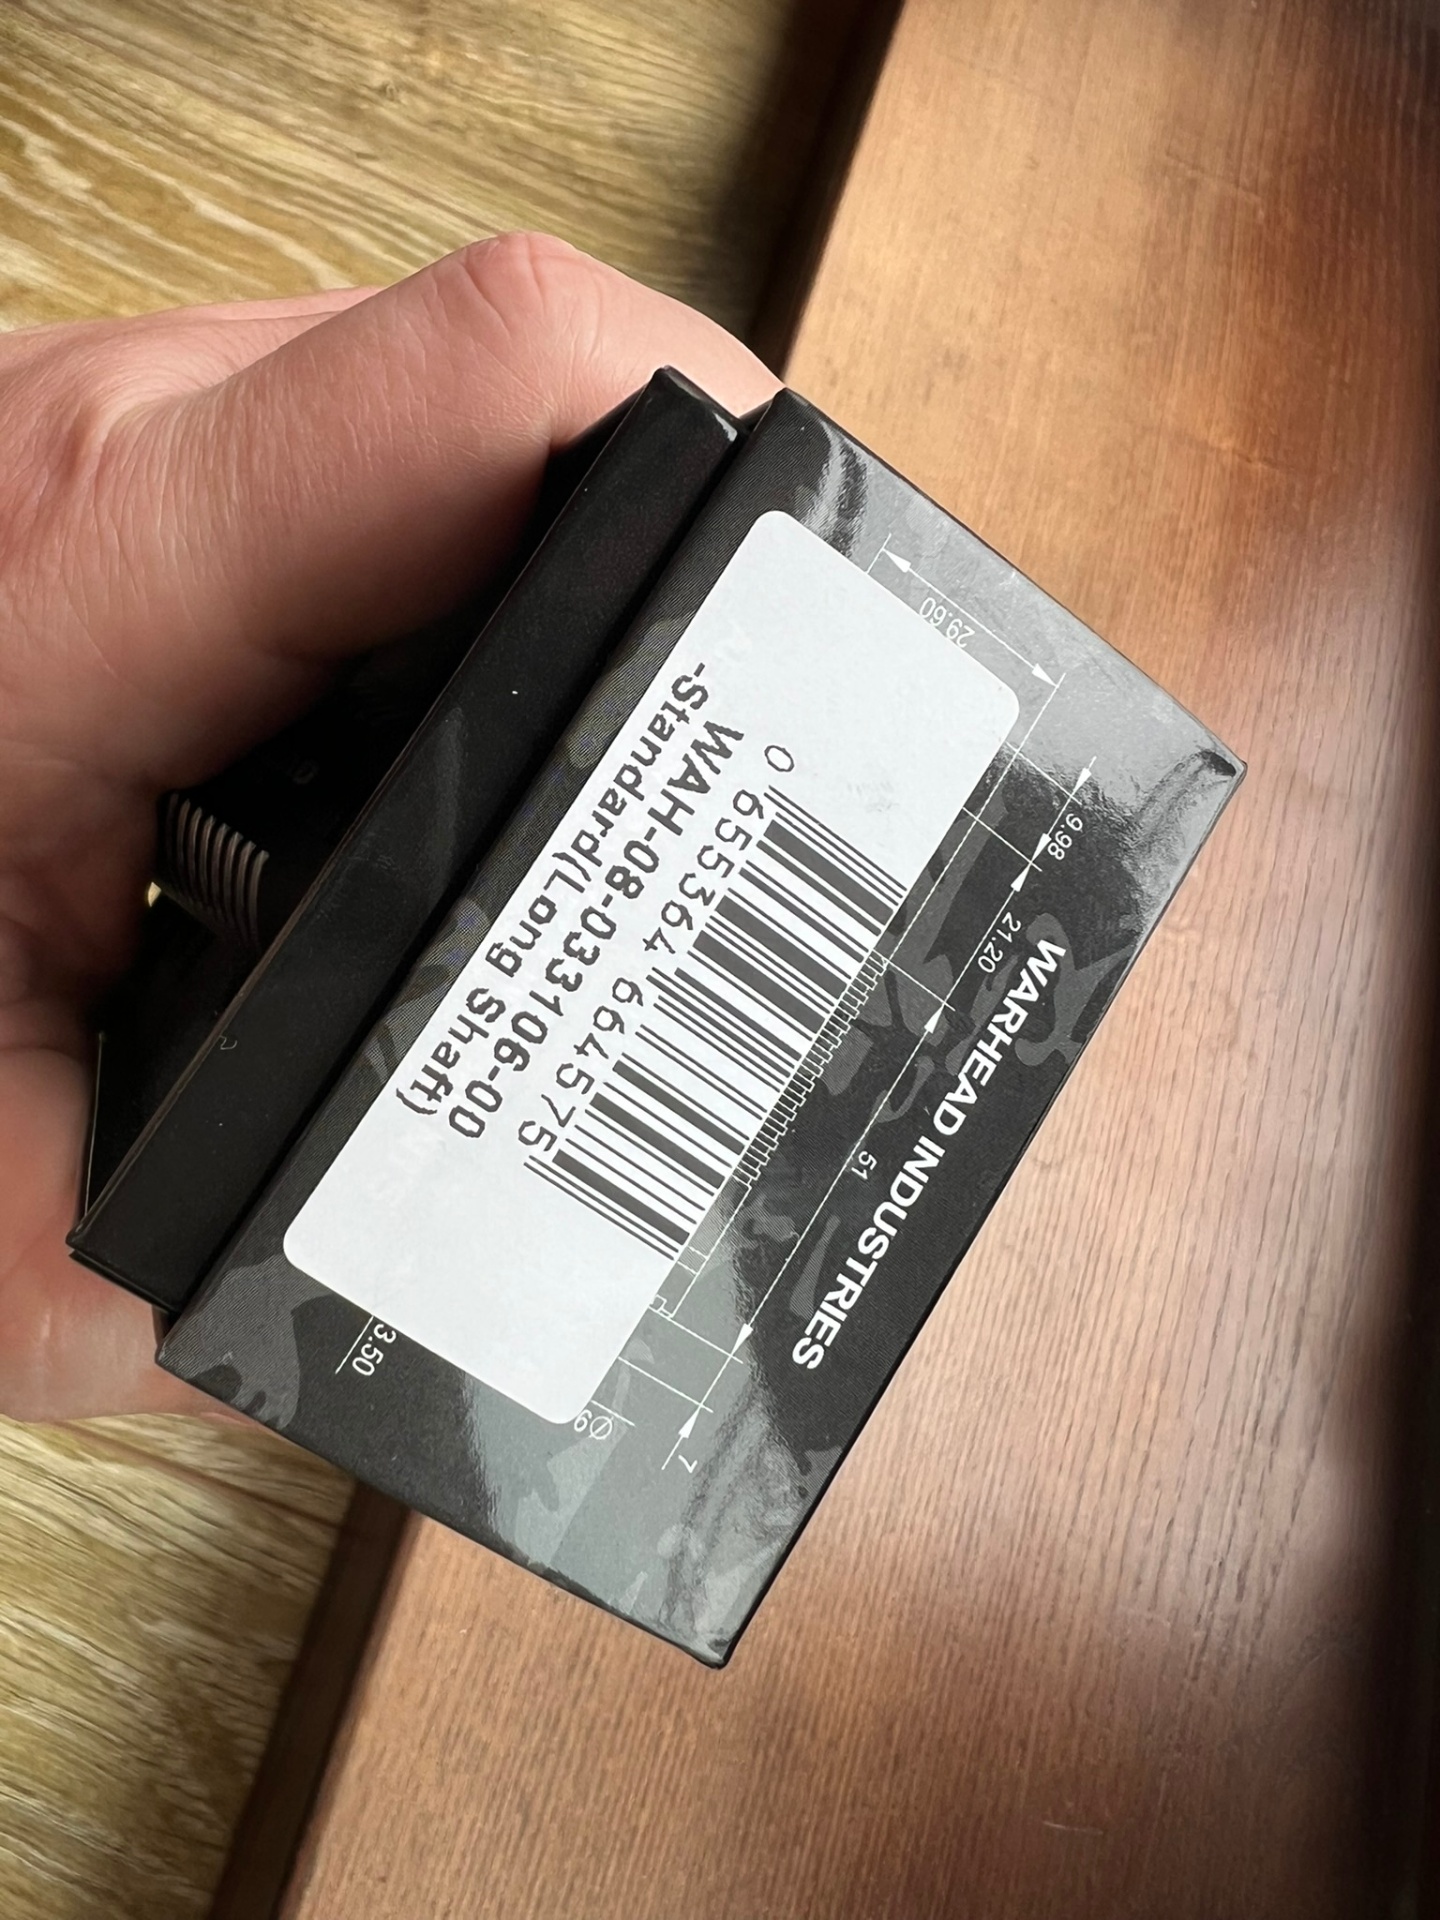 WARHEAD INDUSTRIES
29.60
9.98
21.20
51
7
Ø9
3.50
0 655364 664575
WAH-08-033106-00
-Standard(Long Shaft)